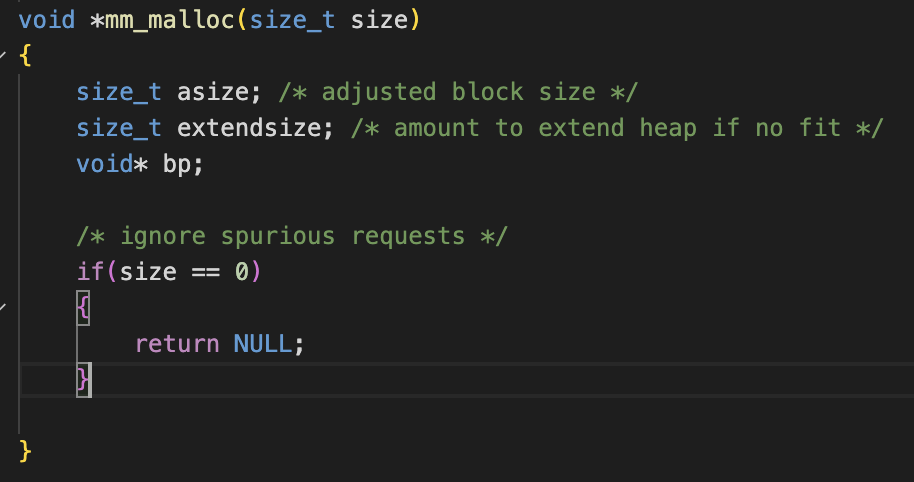 void *mm_malloc(size_t size)
{
    size_t asize; /* adjusted block size */
    size_t extendsize; /* amount to extend heap if no fit */
    void* bp;

    /* ignore spurious requests */
    if(size == 0)
    {
        return NULL;
    }

}